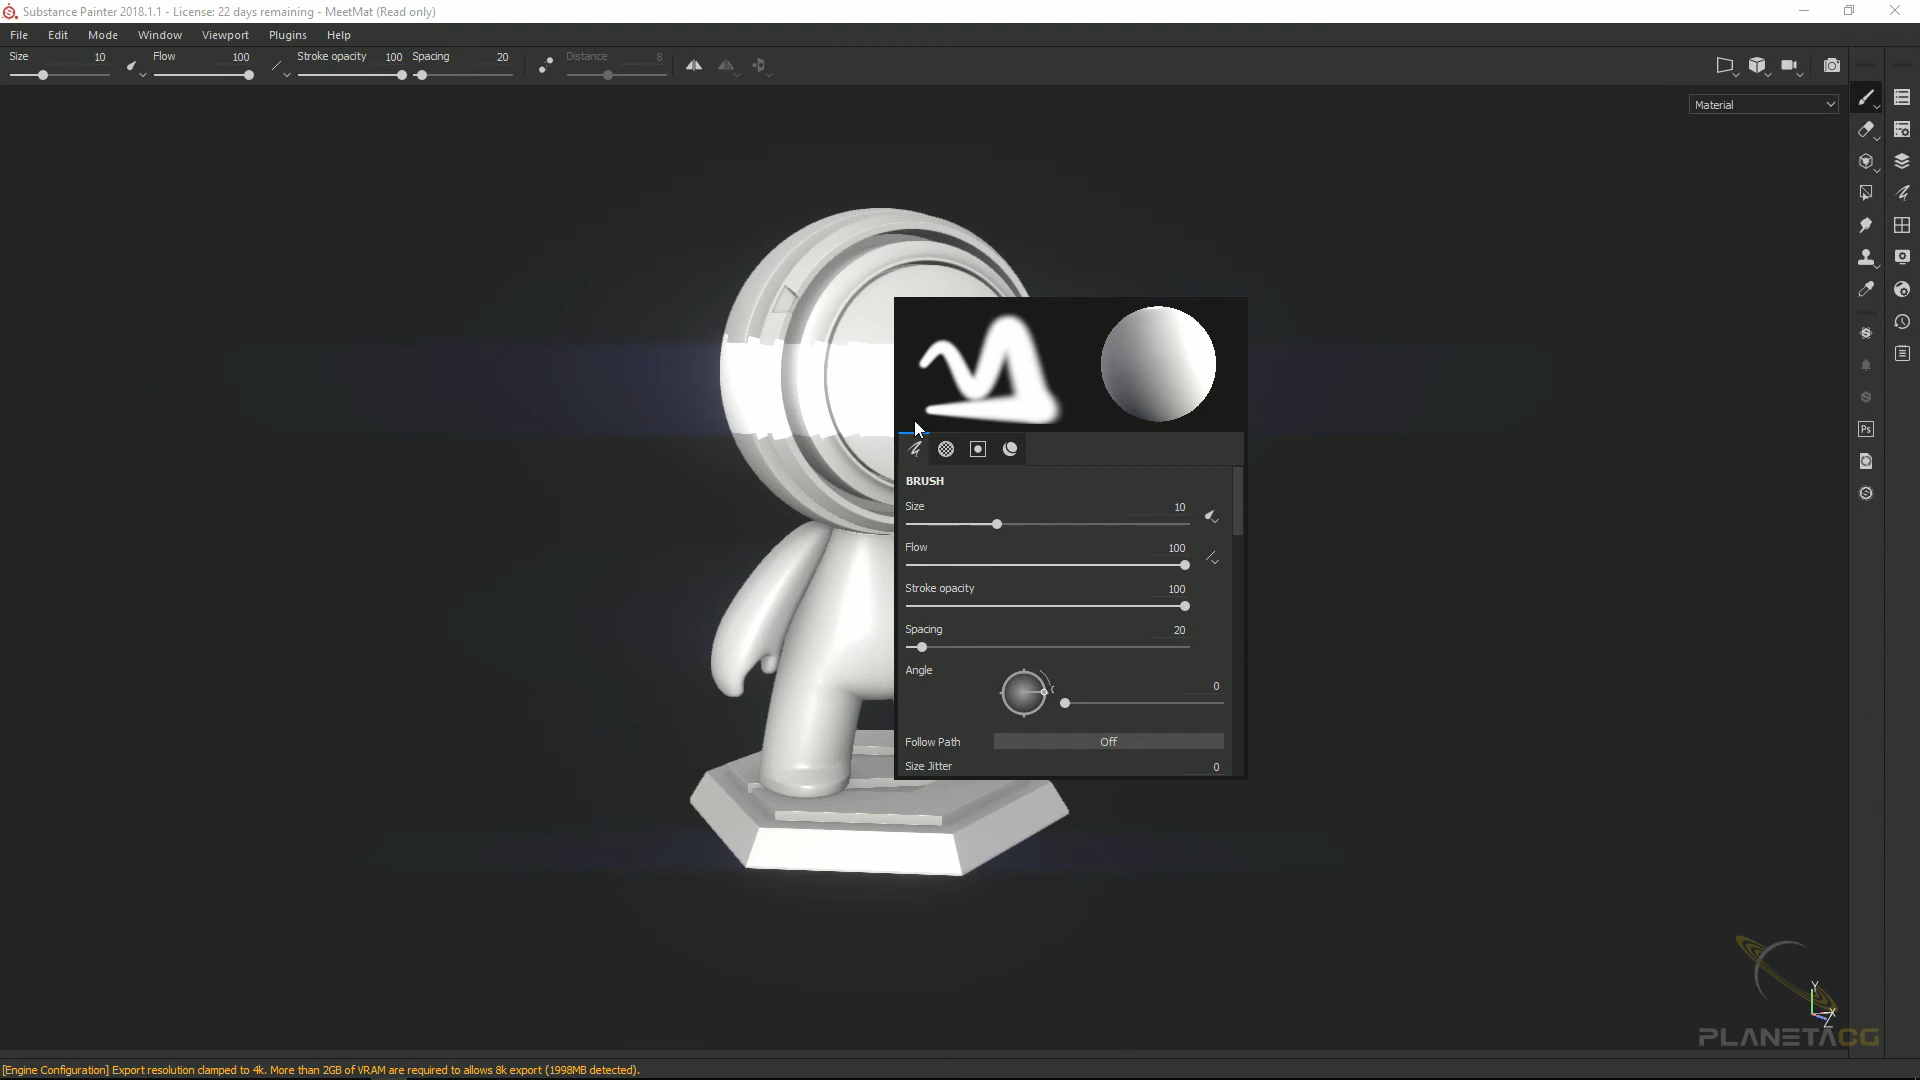 Substance Painter 2018.1.1 - License: 22 days remaining - MeetMat (Read only)
File Edit Mode Window Viewport Plugins Help
Size 10 Flow 100 Stroke opacity 100 Spacing 20 Distance 8
Material
Ps
BRUSH
Size 10
Flow 100
Stroke opacity 100
Spacing 20
Angle 0
Follow Path Off
Size Jitter 0
Y
X
Z
PLANETACG
[Engine Configuration] Export resolution clamped to 4k. More than 2GB of VRAM are required to allows 8k export (1998MB detected).